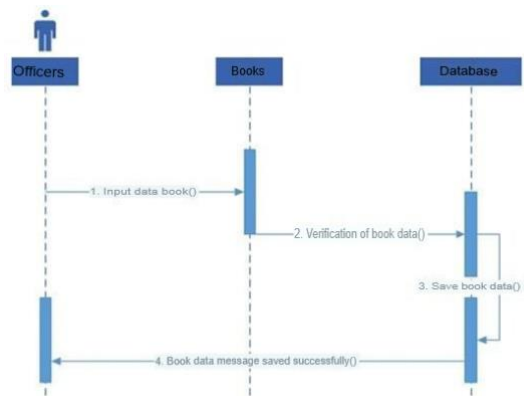 Officers
Books
Database
1. Input data book()
2. Verification of book data()
3. Save book data()
4. Book data message saved successfully()